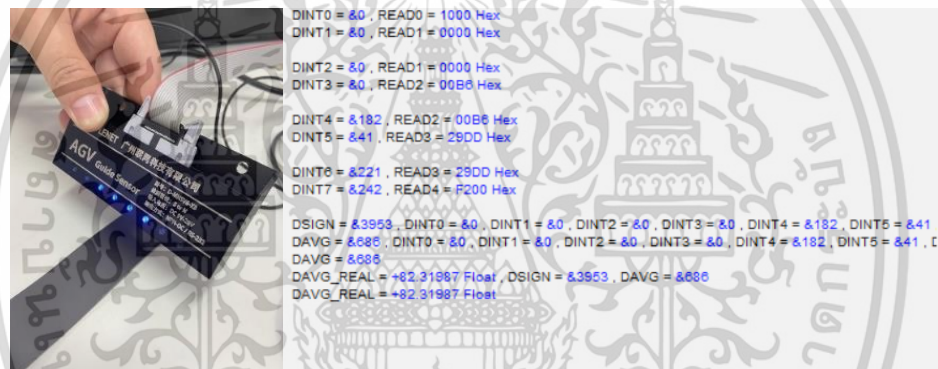 AGV Guide Sensor
DINT0 = &0 , READ0 = 1000 Hex
DINT1 = &0 , READ1 = 0000 Hex
DINT2 = &0 , READ1 = 0000 Hex
DINT3 = &0 , READ2 = 00B6 Hex
DINT4 = &182 , READ2 = 00B6 Hex
DINT5 = &41 , READ3 = 29DD Hex
DINT6 = &221 , READ3 = 29DD Hex
DINT7 = &242 , READ4 = F200 Hex
DSIGN = &3953 , DINT0 = &0 , DINT1 = &0 , DINT2 = &0 , DINT3 = &0 , DINT4 = &182 , DINT5 = &41
DAVG = &686 , DINT0 = &0 , DINT1 = &0 , DINT2 = &0 , DINT3 = &0 , DINT4 = &182 , DINT5 = &41 ,
DAVG = &686
DAVG_REAL = +82.31987 Float , DSIGN = &3953 , DAVG = &686
DAVG_REAL = +82.31987 Float